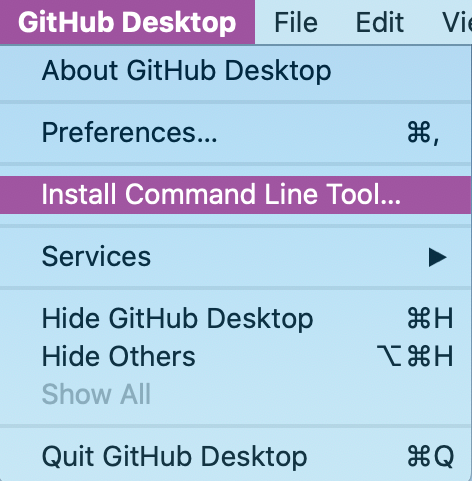 GitHub Desktop File Edit
About GitHub Desktop
Preferences... ⌘,
Install Command Line Tool...
Services ▶
Hide GitHub Desktop ⌘H
Hide Others ⌥⌘H
Show All
Quit GitHub Desktop ⌘Q